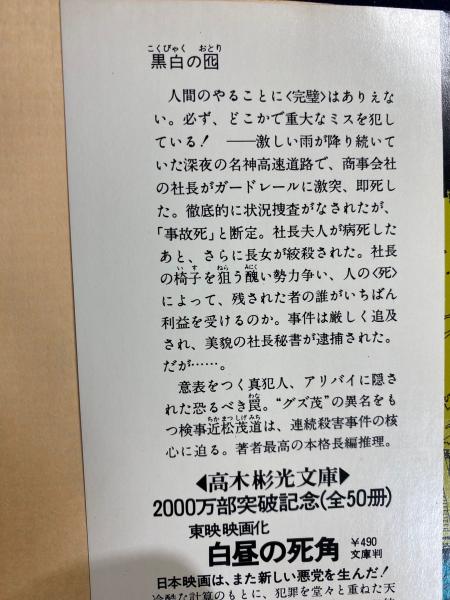 こくびゃく おとり
黒白の囮
人間のやることに〈完璧〉はありえな
い。必ず、どこかで重大なミスを犯し
ている! ――激しい雨が降り続いて
いた深夜の名神高速道路で、商事会社
の社長がガードレールに激突、即死し
た。徹底的に状況捜査がなされたが、
「事故死」と断定。社長夫人が病死した
あと、さらに長女が絞殺された。社長
の椅子を狙う醜い勢力争い、人の〈死〉
によって、残された者の誰がいちばん
利益を受けるのか。事件は厳しく追及
され、美貌の社長秘書が逮捕された。
だが……。
意表をつく真犯人、アリバイに隠さ
れた恐るべき罠。“グズ茂”の異名をも
つ検事近松茂道は、連続殺害事件の核
心に迫る。著者最高の本格長編推理。
◀高木彬光文庫▶
2000万部突破記念(全50冊)
東映映画化
白昼の死角 ¥490 文庫判
日本映画は、また新しい悪党を生んだ!
冷酷な計算のもとに、犯罪を堂々と重ねた天